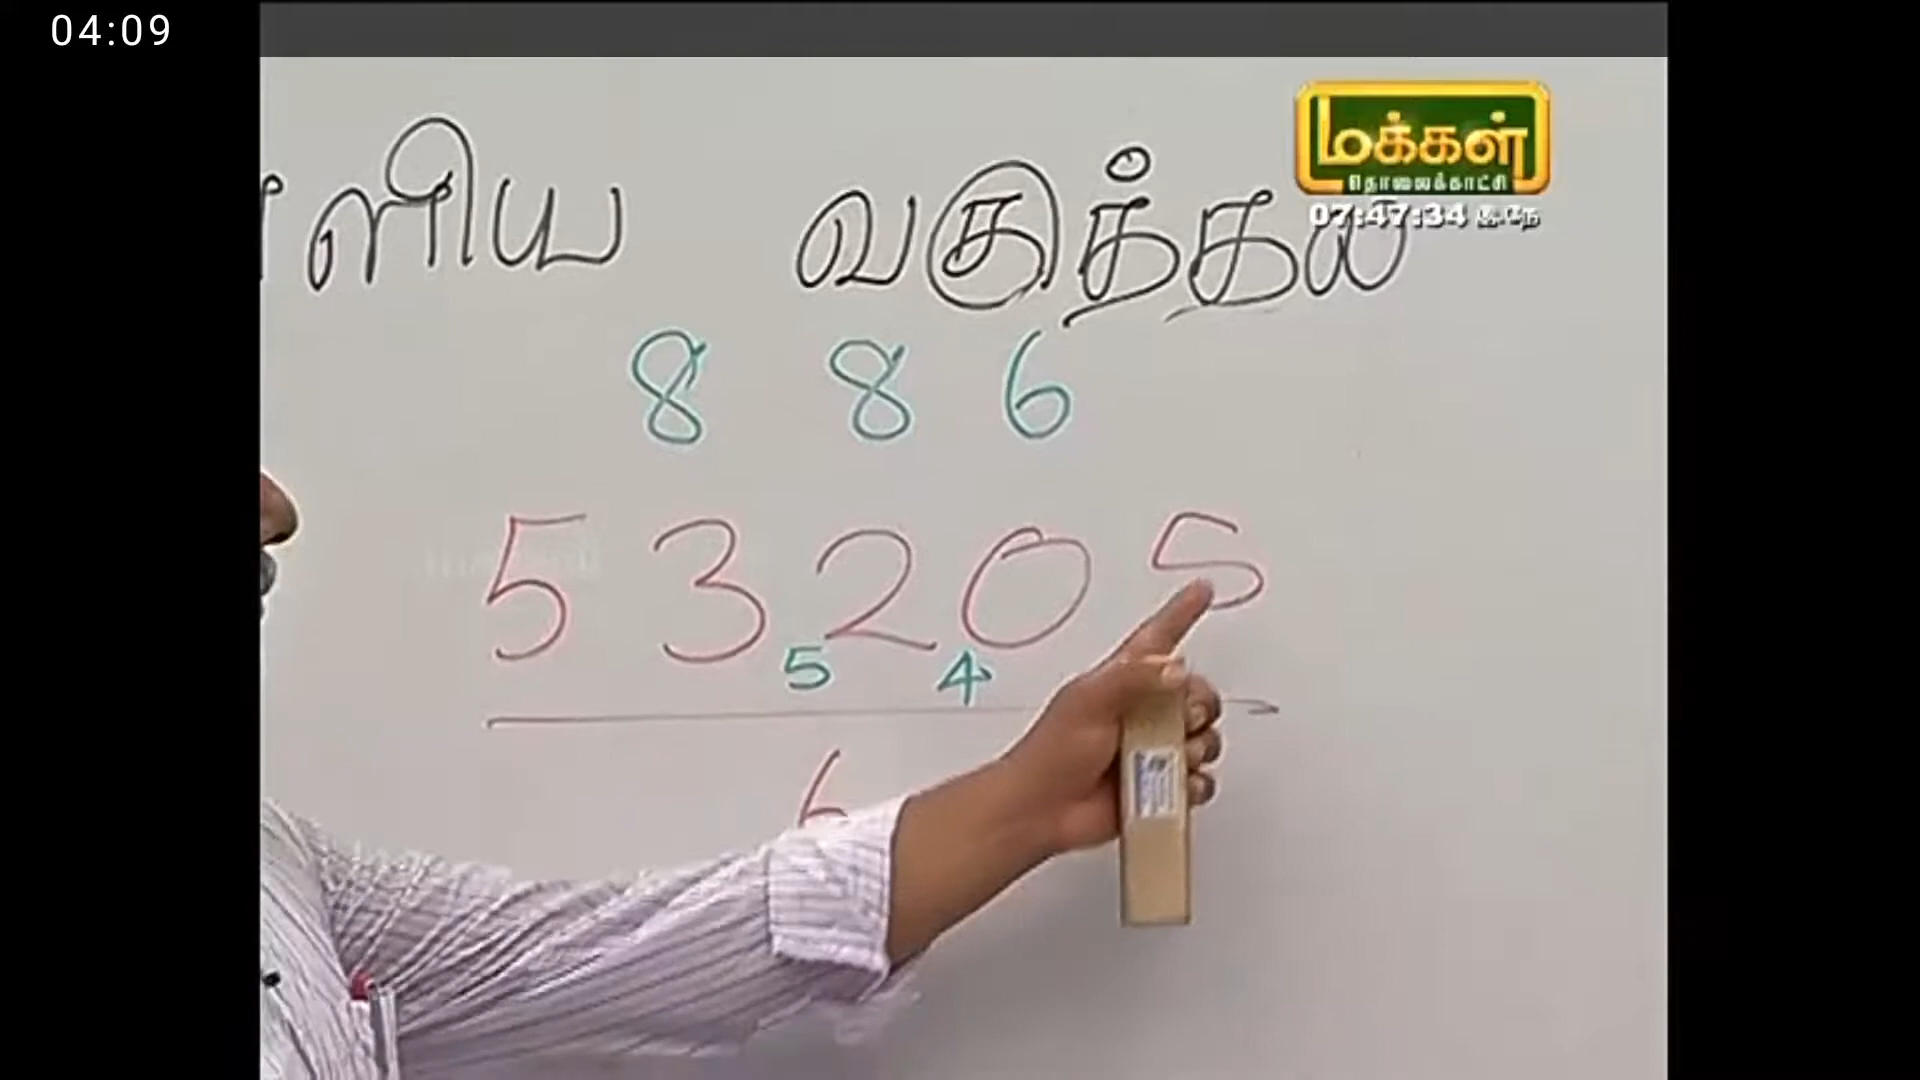 04:09
மக்கள்
தொலைக்காட்சி
07:47:34
ளிய வகுத்தல்
8 8 6
5 3 2 0 5
5 4
6